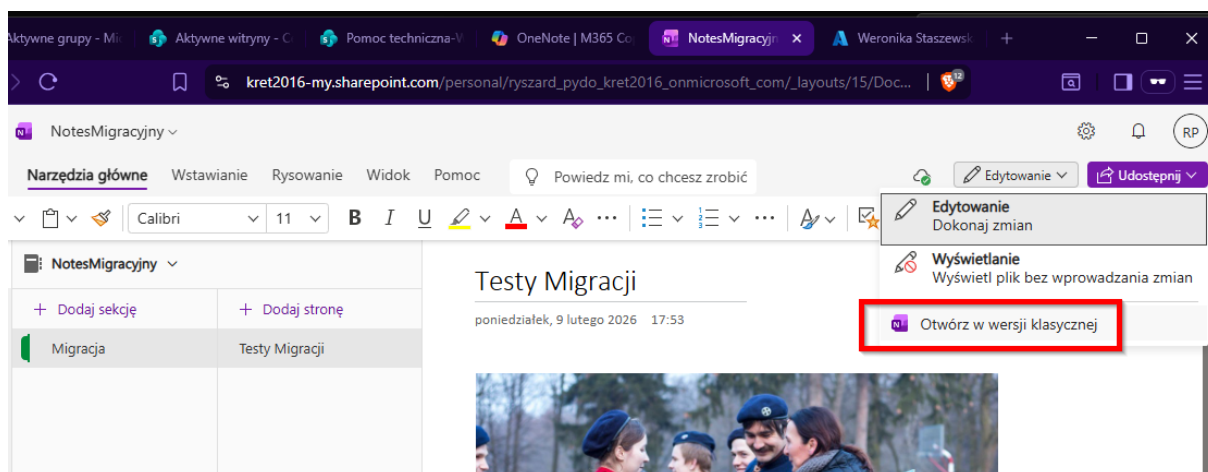 Aktywne grupy - Mic
Aktywne witryny - C
Pomoc techniczna-W
OneNote | M365 Co
NotesMigracyjn
Weronika Staszewsk
kret2016-my.sharepoint.com/personal/ryszard_pydo_kret2016_onmicrosoft_com/_layouts/15/Doc...
12
NotesMigracyjny
RP
Narzędzia główne Wstawianie Rysowanie Widok Pomoc Powiedz mi, co chcesz zrobić
Edytowanie
Udostępnij
Calibri 11 B I U A A
Edytowanie
Dokonaj zmian
Wyświetlanie
Wyświetl plik bez wprowadzania zmian
Otwórz w wersji klasycznej
NotesMigracyjny
+ Dodaj sekcję
+ Dodaj stronę
Migracja
Testy Migracji
Testy Migracji
poniedziałek, 9 lutego 2026 17:53